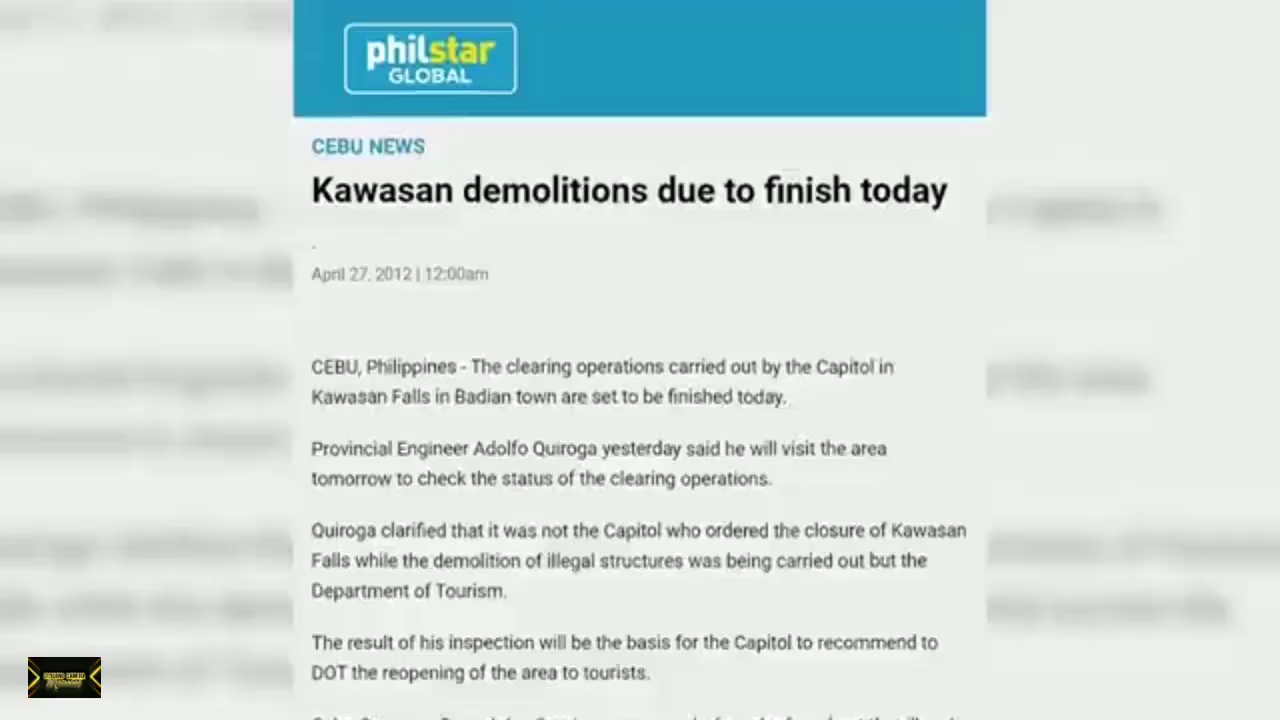 philstar
GLOBAL
CEBU NEWS
Kawasan demolitions due to finish today
.
April 27, 2012 | 12:00am
CEBU, Philippines - The clearing operations carried out by the Capitol in
Kawasan Falls in Badian town are set to be finished today.
Provincial Engineer Adolfo Quiroga yesterday said he will visit the area
tomorrow to check the status of the clearing operations.
Quiroga clarified that it was not the Capitol who ordered the closure of Kawasan
Falls while the demolition of illegal structures was being carried out but the
Department of Tourism.
The result of his inspection will be the basis for the Capitol to recommend to
DOT the reopening of the area to tourists.